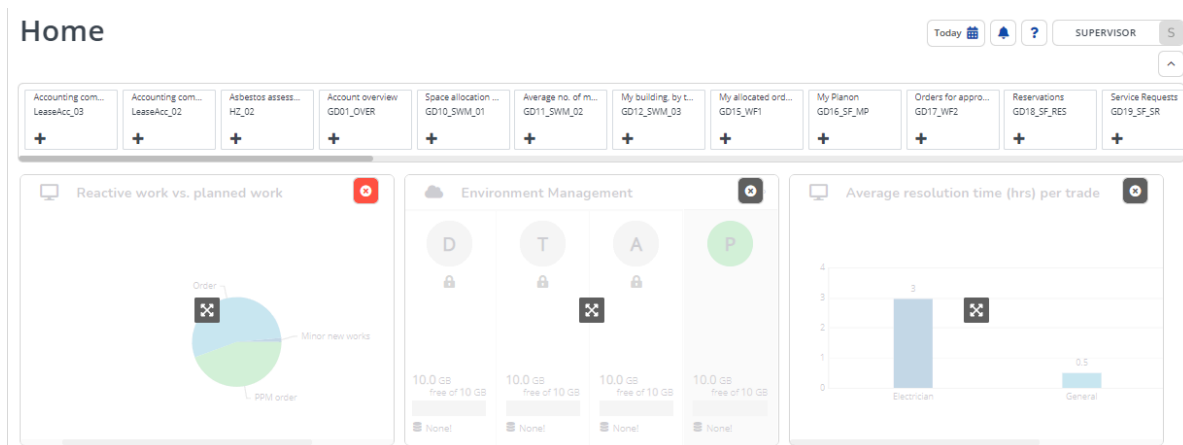 Home
Today
?
SUPERVISOR
S
Accounting com...
LeaseAcc_03
+
Accounting com...
LeaseAcc_02
+
Asbestos assess...
HZ_02
+
Account overview
GD01_OVER
+
Space allocation ...
GD10_SWM_01
+
Average no. of m...
GD11_SWM_02
+
My building, by t...
GD12_SWM_03
+
My allocated ord...
GD15_WF1
+
My Planon
GD16_SF_MP
+
Orders for appro...
GD17_WF2
+
Reservations
GD18_SF_RES
+
Service Requests
GD19_SF_SR
+
Reactive work vs. planned work
Order
Minor new works
PPM order
Environment Management
D
T
A
P
10.0 GB
free of 10 GB
None!
10.0 GB
free of 10 GB
None!
10.0 GB
free of 10 GB
None!
10.0 GB
free of 10 GB
None!
Average resolution time (hrs) per trade
4
3
2
1
0
3
0.5
Electrician
General